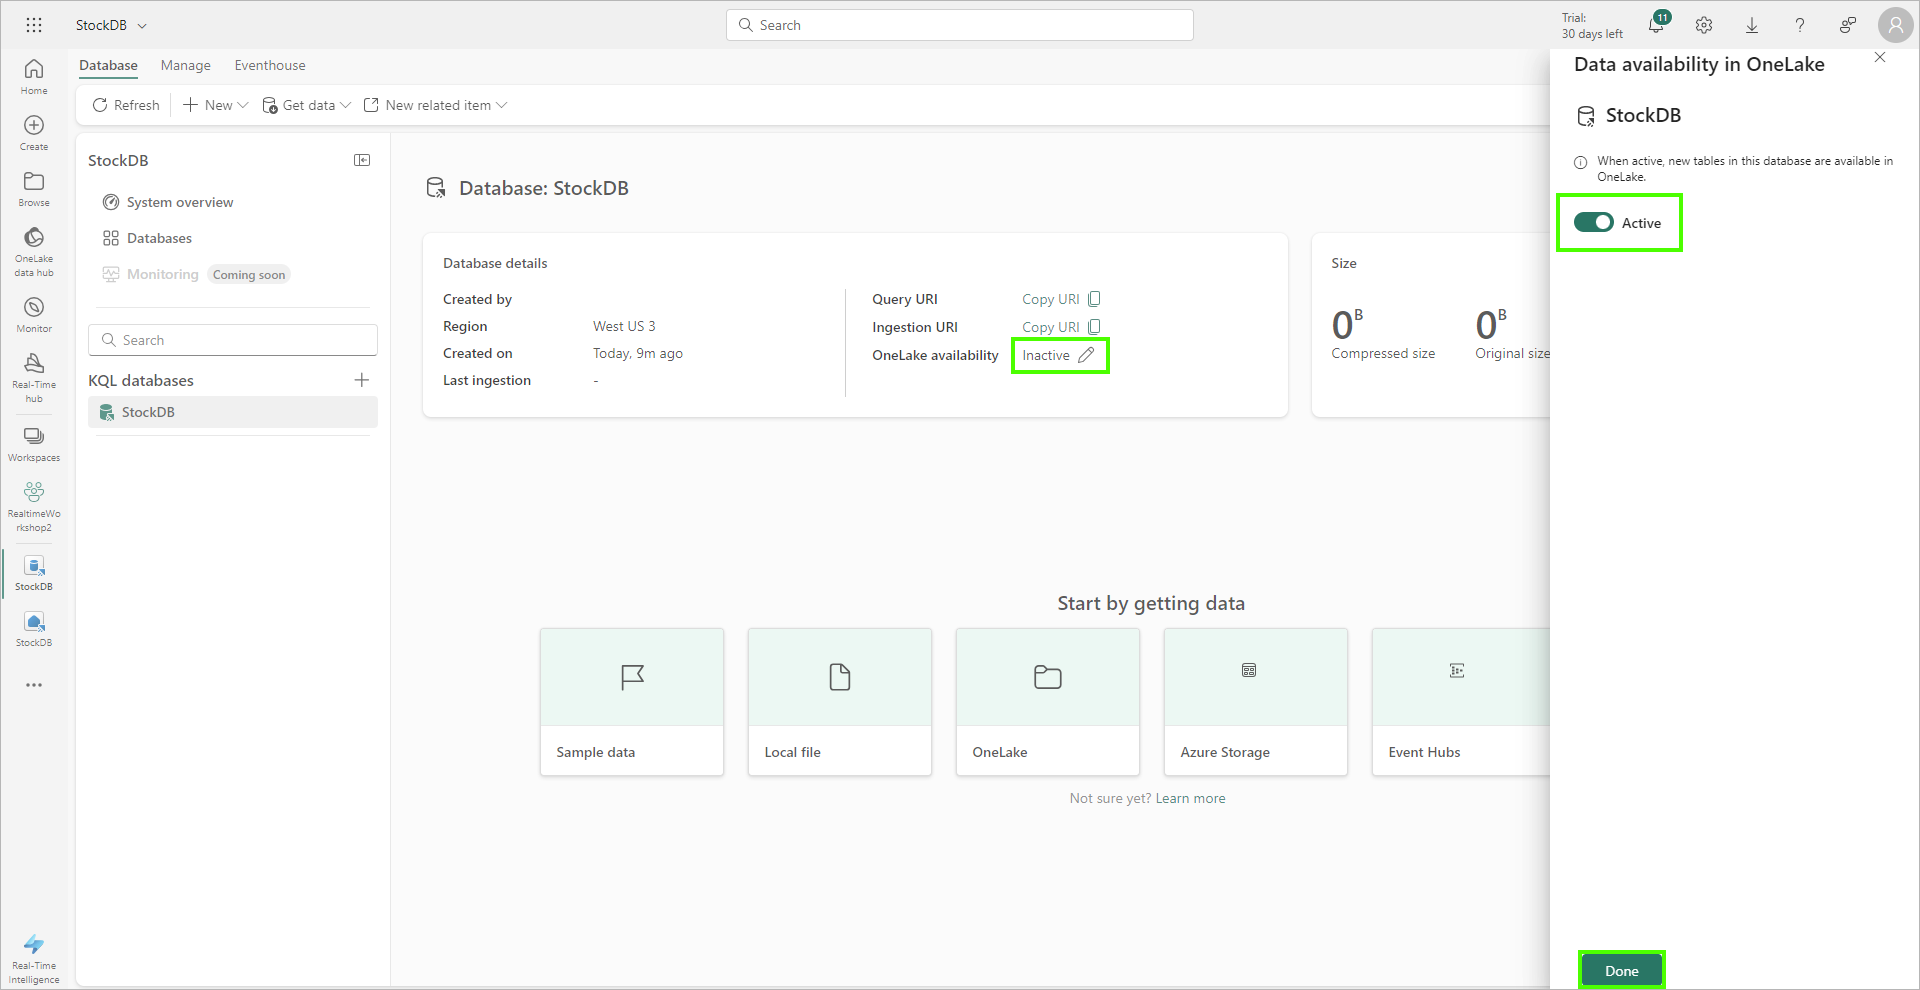 StockDB
Search
Trial:
30 days left
11
Home
Create
Browse
OneLake
data hub
Monitor
Real-Time
hub
Workspaces
RealtimeWo
rkshop2
StockDB
StockDB
Real-Time
Intelligence
Database Manage Eventhouse
Refresh New Get data New related item
StockDB
System overview
Databases
Monitoring Coming soon
Search
KQL databases
StockDB
Database: StockDB
Database details
Created by
Region West US 3
Created on Today, 9m ago
Last ingestion -
Query URI Copy URI
Ingestion URI Copy URI
OneLake availability Inactive
Size
0 B
Compressed size
0 B
Original size
Start by getting data
Sample data
Local file
OneLake
Azure Storage
Event Hubs
Not sure yet? Learn more
Data availability in OneLake
StockDB
When active, new tables in this database are available in
OneLake.
Active
Done